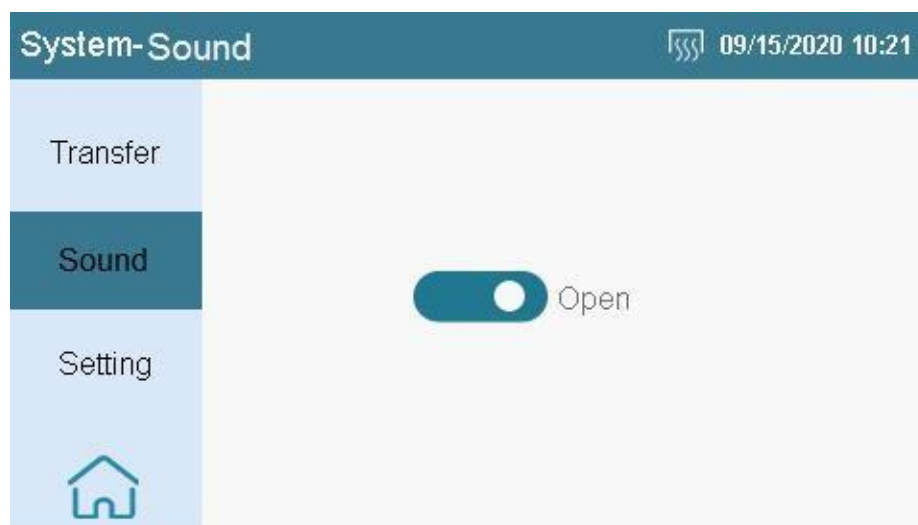 System-Sound 09/15/2020 10:21
Transfer
Sound
Open
Setting